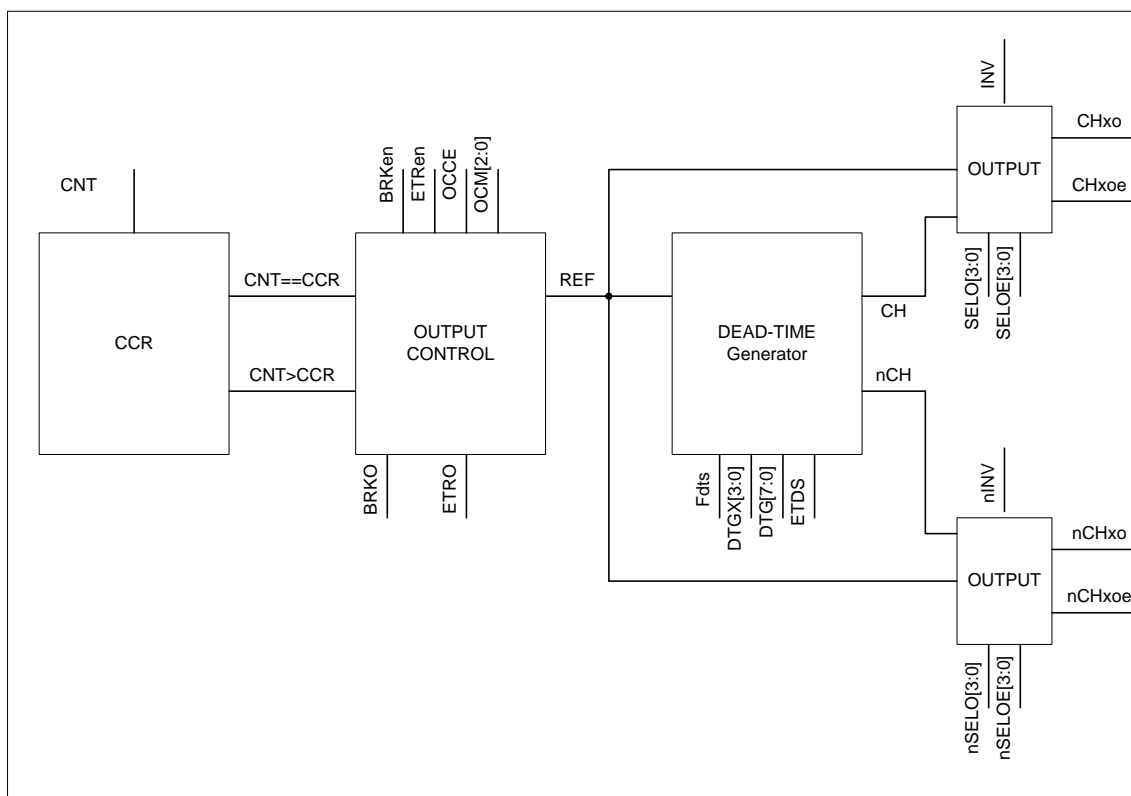 INV
CHxo
BRKen
ETRen
OCCE
OCM[2:0]
OUTPUT
CNT
CHxoe
CNT==CCR
REF
SELO[3:0]
SELOE[3:0]
CH
CCR
OUTPUT
CONTROL
DEAD-TIME
Generator
CNT>CCR
nCH
BRKO
ETRO
Fdts
DTGX[3:0]
DTG[7:0]
ETDS
nINV
nCHxo
OUTPUT
nCHxoe
nSELO[3:0]
nSELOE[3:0]